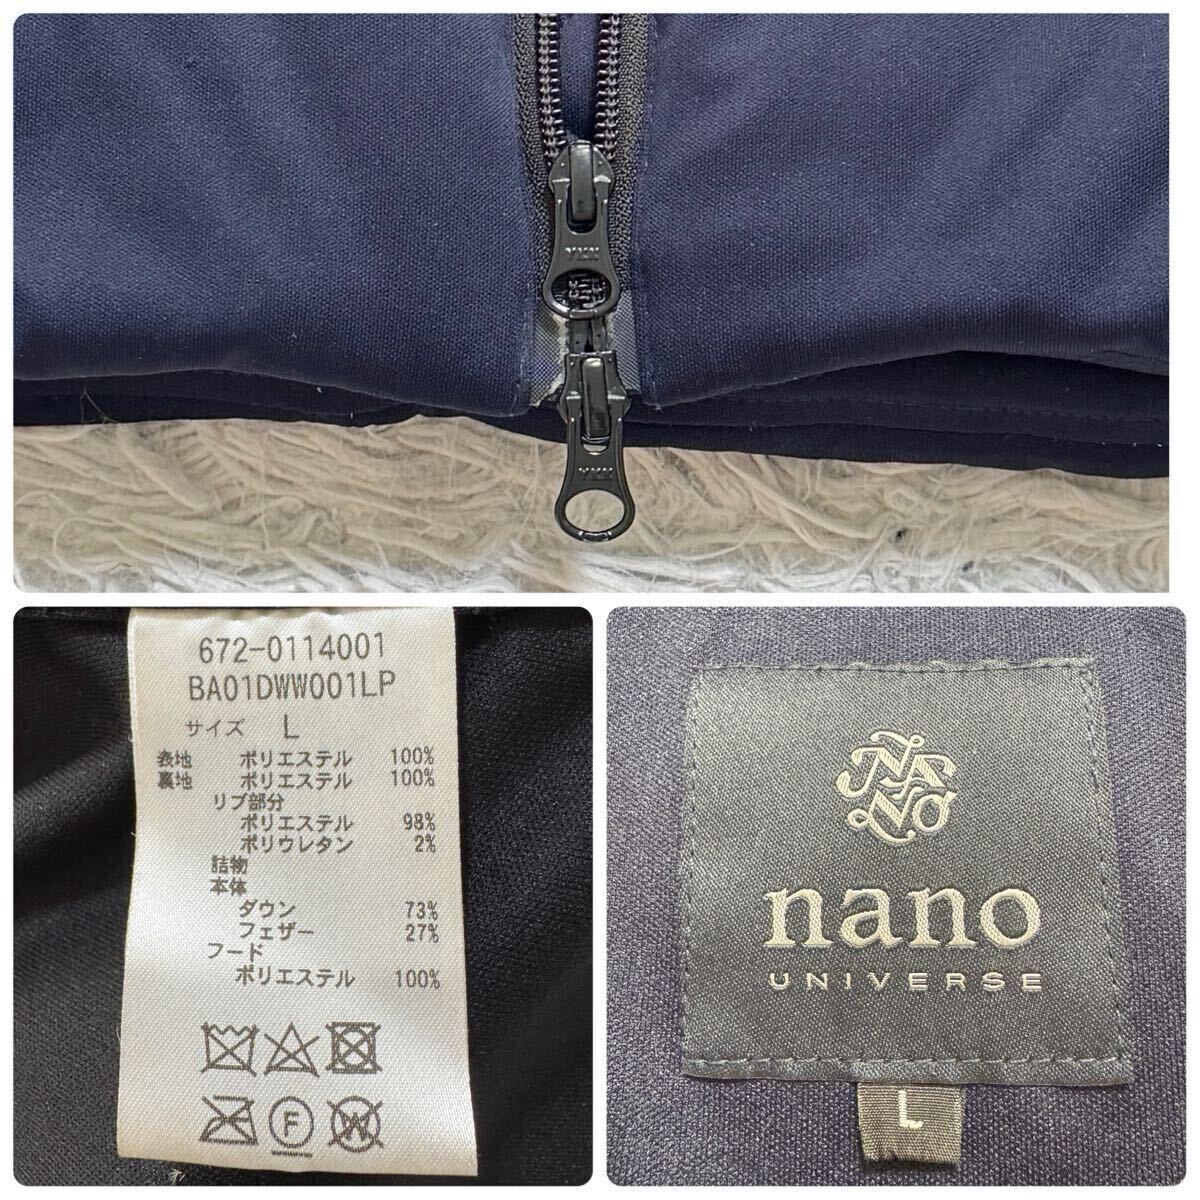 YKK
YKK
672-0114001
BA01DWW001LP
サイズ L
表地 ポリエステル 100%
裏地 ポリエステル 100%
リブ部分
ポリエステル 98%
ポリウレタン 2%
詰物
本体
ダウン 73%
フェザー 27%
フード
ポリエステル 100%
F
W
NANO
nano
UNIVERSE
L